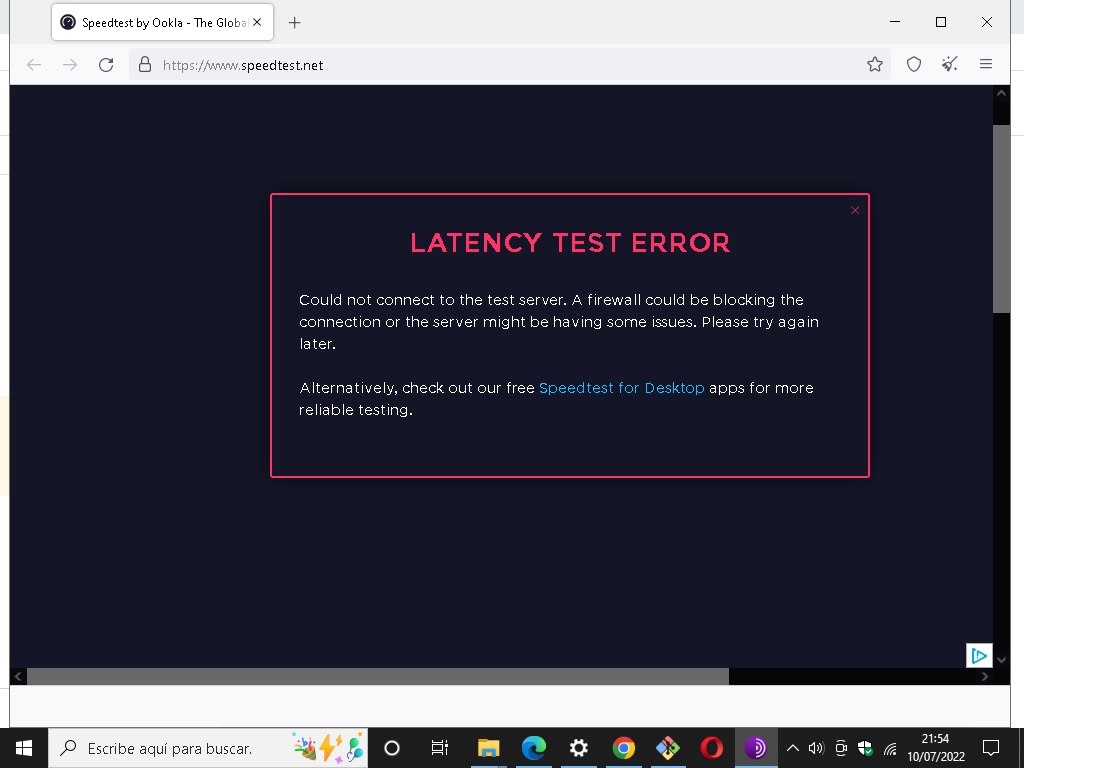 Speedtest by Ookla - The Global
https://www.speedtest.net
LATENCY TEST ERROR
Could not connect to the test server. A firewall could be blocking the
connection or the server might be having some issues. Please try again
later.
Alternatively, check out our free Speedtest for Desktop apps for more
reliable testing.
Escribe aquí para buscar.
21:54
10/07/2022